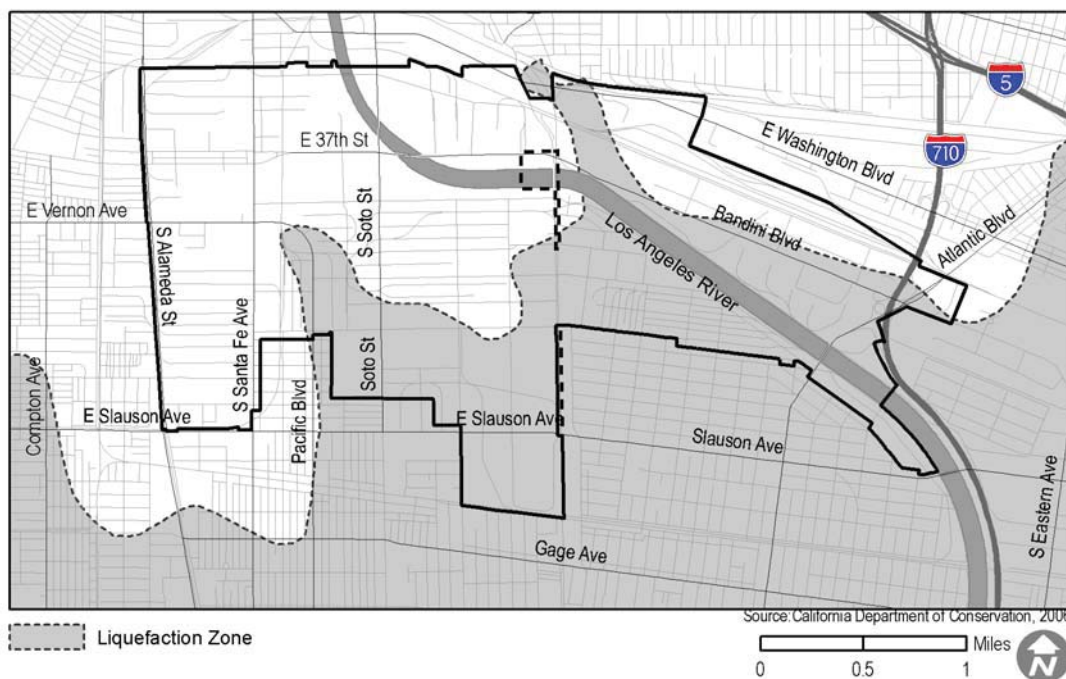 5
710
E 37th St
E Washington Blvd
E Vernon Ave
S Soto St
Bandini Blvd
Atlantic Blvd
Los Angeles River
S Alameda St
S Santa Fe Ave
Soto St
Compton Ave
E Slauson Ave
Pacific Blvd
E Slauson Ave
Slauson Ave
S Eastern Ave
Gage Ave
Source: California Department of Conservation, 2006
Liquefaction Zone
Miles
0 0.5 1
N